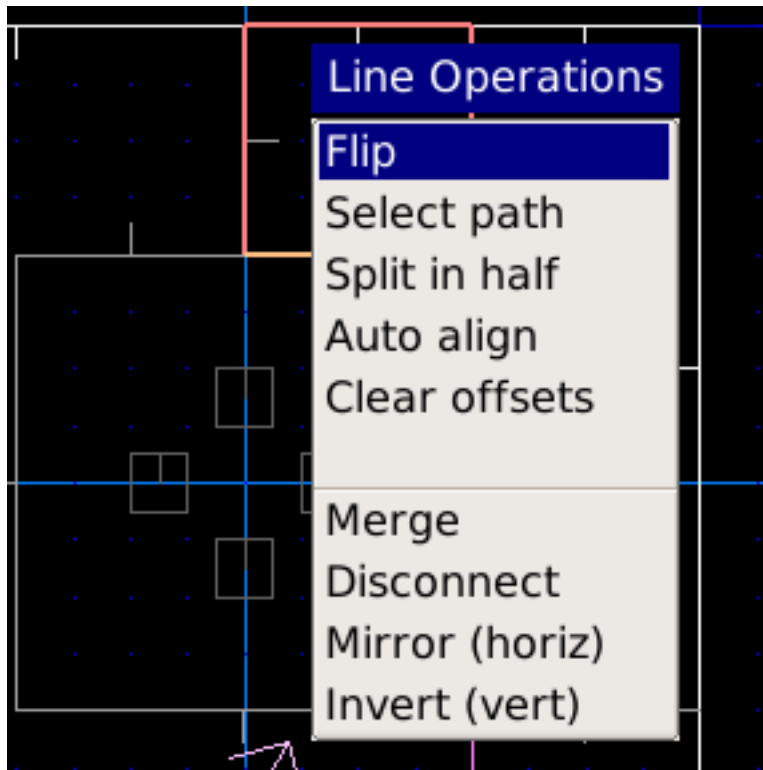 Line Operations
Flip
Select path
Split in half
Auto align
Clear offsets
Merge
Disconnect
Mirror (horiz)
Invert (vert)